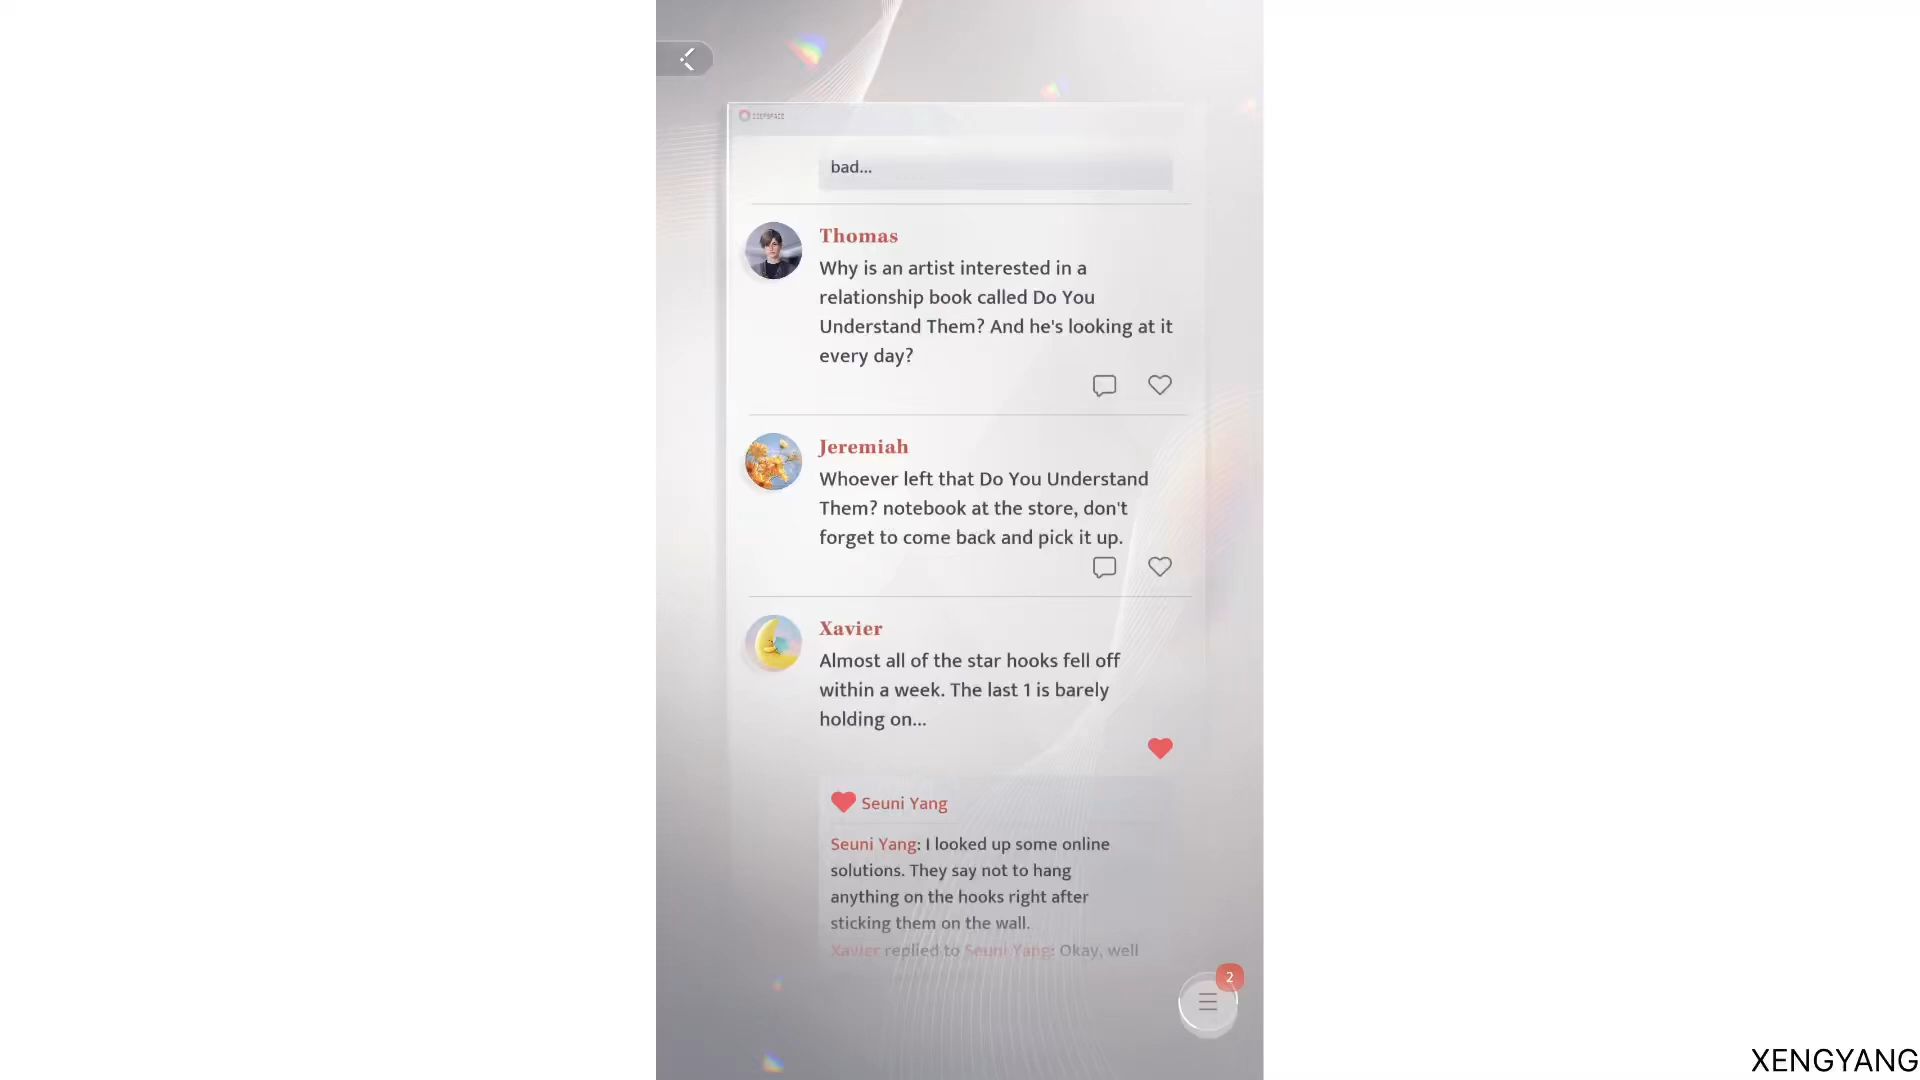 bad...
Thomas
Why is an artist interested in a
relationship book called Do You
Understand Them? And he's looking at it
every day?
Jeremiah
Whoever left that Do You Understand
Them? notebook at the store, don't
forget to come back and pick it up.
Xavier
Almost all of the star hooks fell off
within a week. The last 1 is barely
holding on...
Seuni Yang
Seuni Yang: I looked up some online
solutions. They say not to hang
anything on the hooks right after
sticking them on the wall.
Xavier replied to Seuni Yang: Okay, well
2
XENGYANG